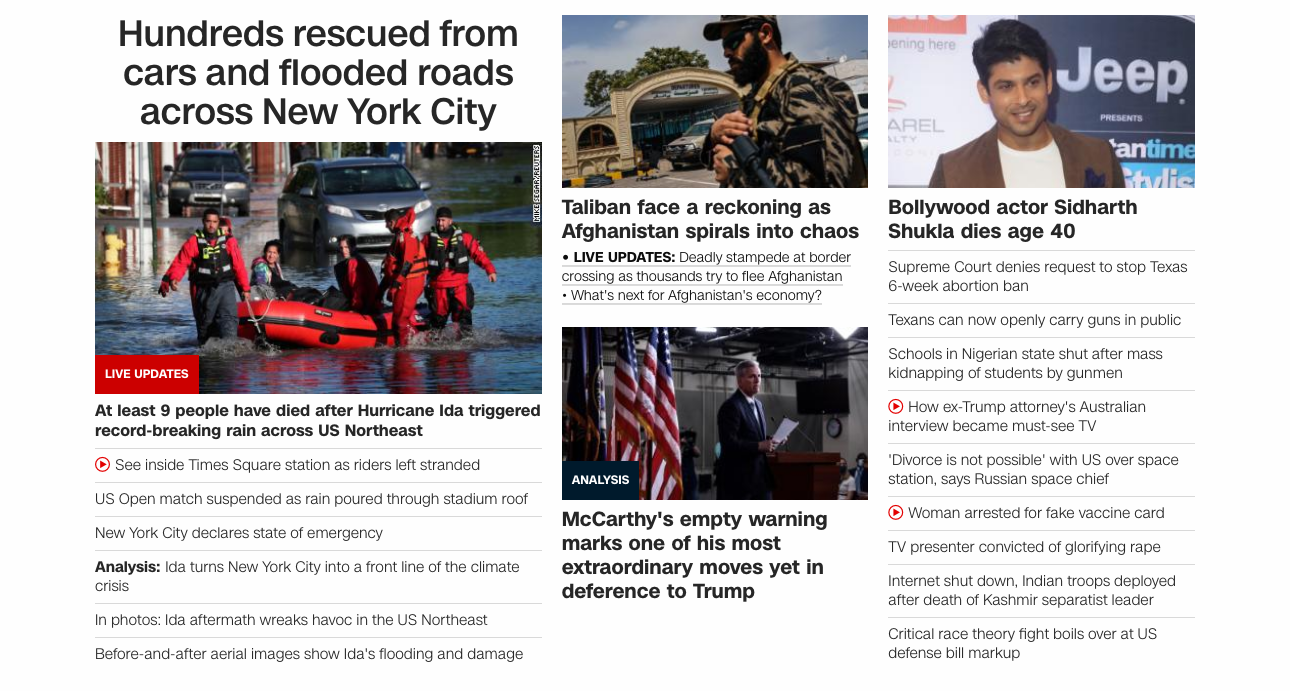 Hundreds rescued from
cars and flooded roads
across New York City
MIKE SEGAR/REUTERS
LIVE UPDATES
At least 9 people have died after Hurricane Ida triggered
record-breaking rain across US Northeast
See inside Times Square station as riders left stranded
US Open match suspended as rain poured through stadium roof
New York City declares state of emergency
Analysis: Ida turns New York City into a front line of the climate
crisis
In photos: Ida aftermath wreaks havoc in the US Northeast
Before-and-after aerial images show Ida's flooding and damage
Taliban face a reckoning as
Afghanistan spirals into chaos
• LIVE UPDATES: Deadly stampede at border
crossing as thousands try to flee Afghanistan
• What's next for Afghanistan's economy?
ANALYSIS
McCarthy's empty warning
marks one of his most
extraordinary moves yet in
deference to Trump
ening here
Jeep
PRESENTS
AREL
ALTY
tantime
Stylis
Bollywood actor Sidharth
Shukla dies age 40
Supreme Court denies request to stop Texas
6-week abortion ban
Texans can now openly carry guns in public
Schools in Nigerian state shut after mass
kidnapping of students by gunmen
How ex-Trump attorney's Australian
interview became must-see TV
'Divorce is not possible' with US over space
station, says Russian space chief
Woman arrested for fake vaccine card
TV presenter convicted of glorifying rape
Internet shut down, Indian troops deployed
after death of Kashmir separatist leader
Critical race theory fight boils over at US
defense bill markup